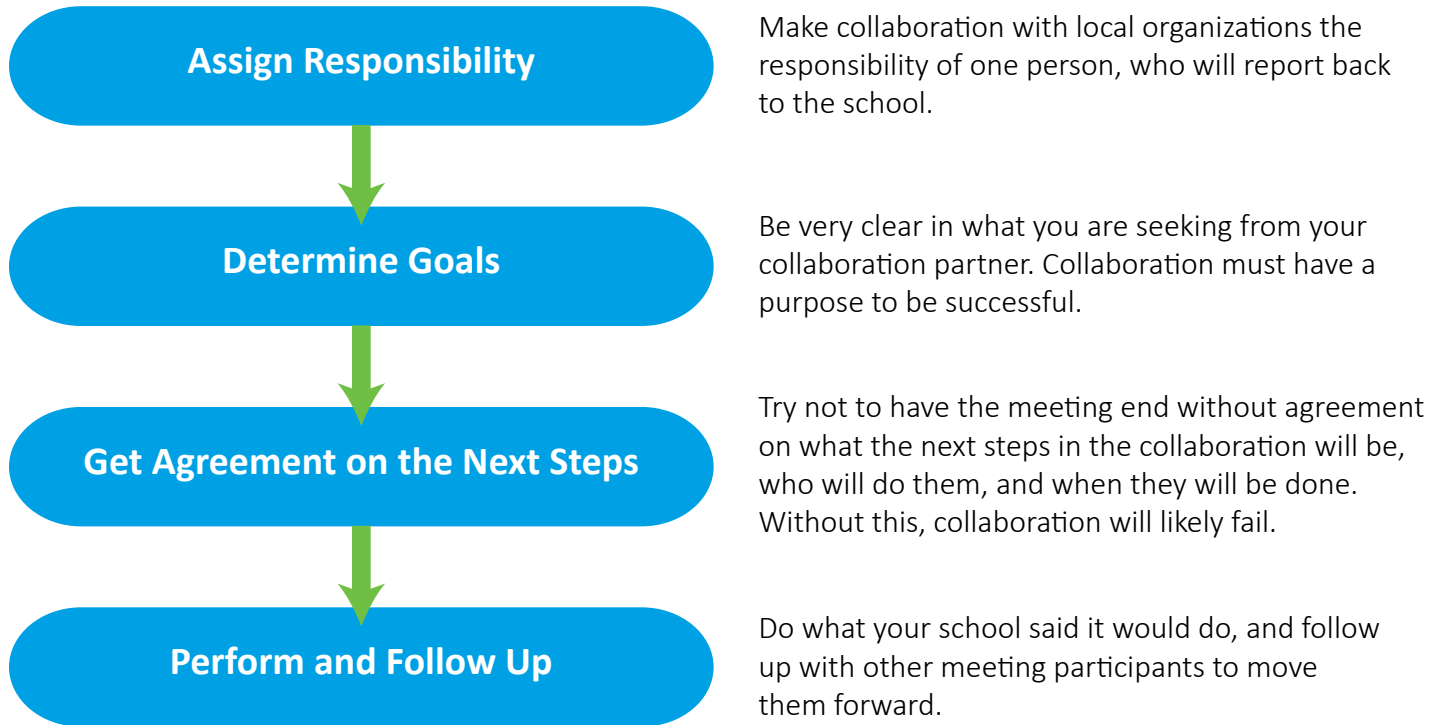 Assign Responsibility
Make collaboration with local organizations the
responsibility of one person, who will report back
to the school.
Determine Goals
Be very clear in what you are seeking from your
collaboration partner. Collaboration must have a
purpose to be successful.
Get Agreement on the Next Steps
Try not to have the meeting end without agreement
on what the next steps in the collaboration will be,
who will do them, and when they will be done.
Without this, collaboration will likely fail.
Perform and Follow Up
Do what your school said it would do, and follow
up with other meeting participants to move
them forward.